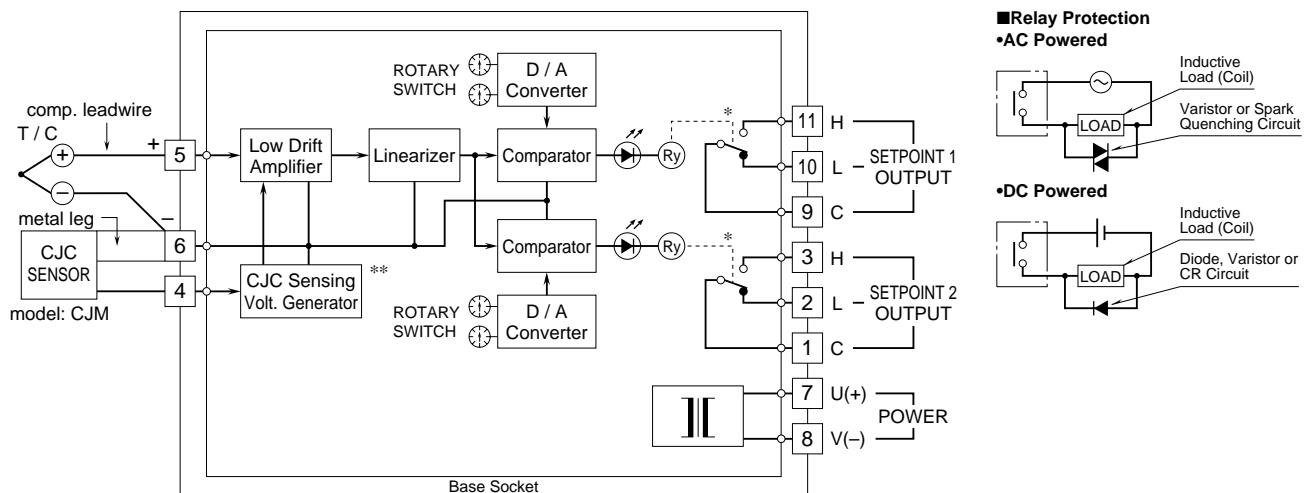 ROTARY
SWITCH
D / A
Converter
comp. leadwire
T / C
+
+
5
Low Drift
Amplifier
Linearizer
Comparator
Ry
*
11 H
10 L
9 C
SETPOINT 1
OUTPUT
–
–
metal leg
6
CJC
SENSOR
4
model: CJM
CJC Sensing
Volt. Generator
**
Comparator
Ry
*
ROTARY
SWITCH
D / A
Converter
3 H
2 L
1 C
SETPOINT 2
OUTPUT
7 U(+)
8 V(–)
POWER
Base Socket
■Relay Protection
•AC Powered
Inductive
Load (Coil)
LOAD
Varistor or Spark
Quenching Circuit
•DC Powered
Inductive
Load (Coil)
LOAD
Diode, Varistor or
CR Circuit